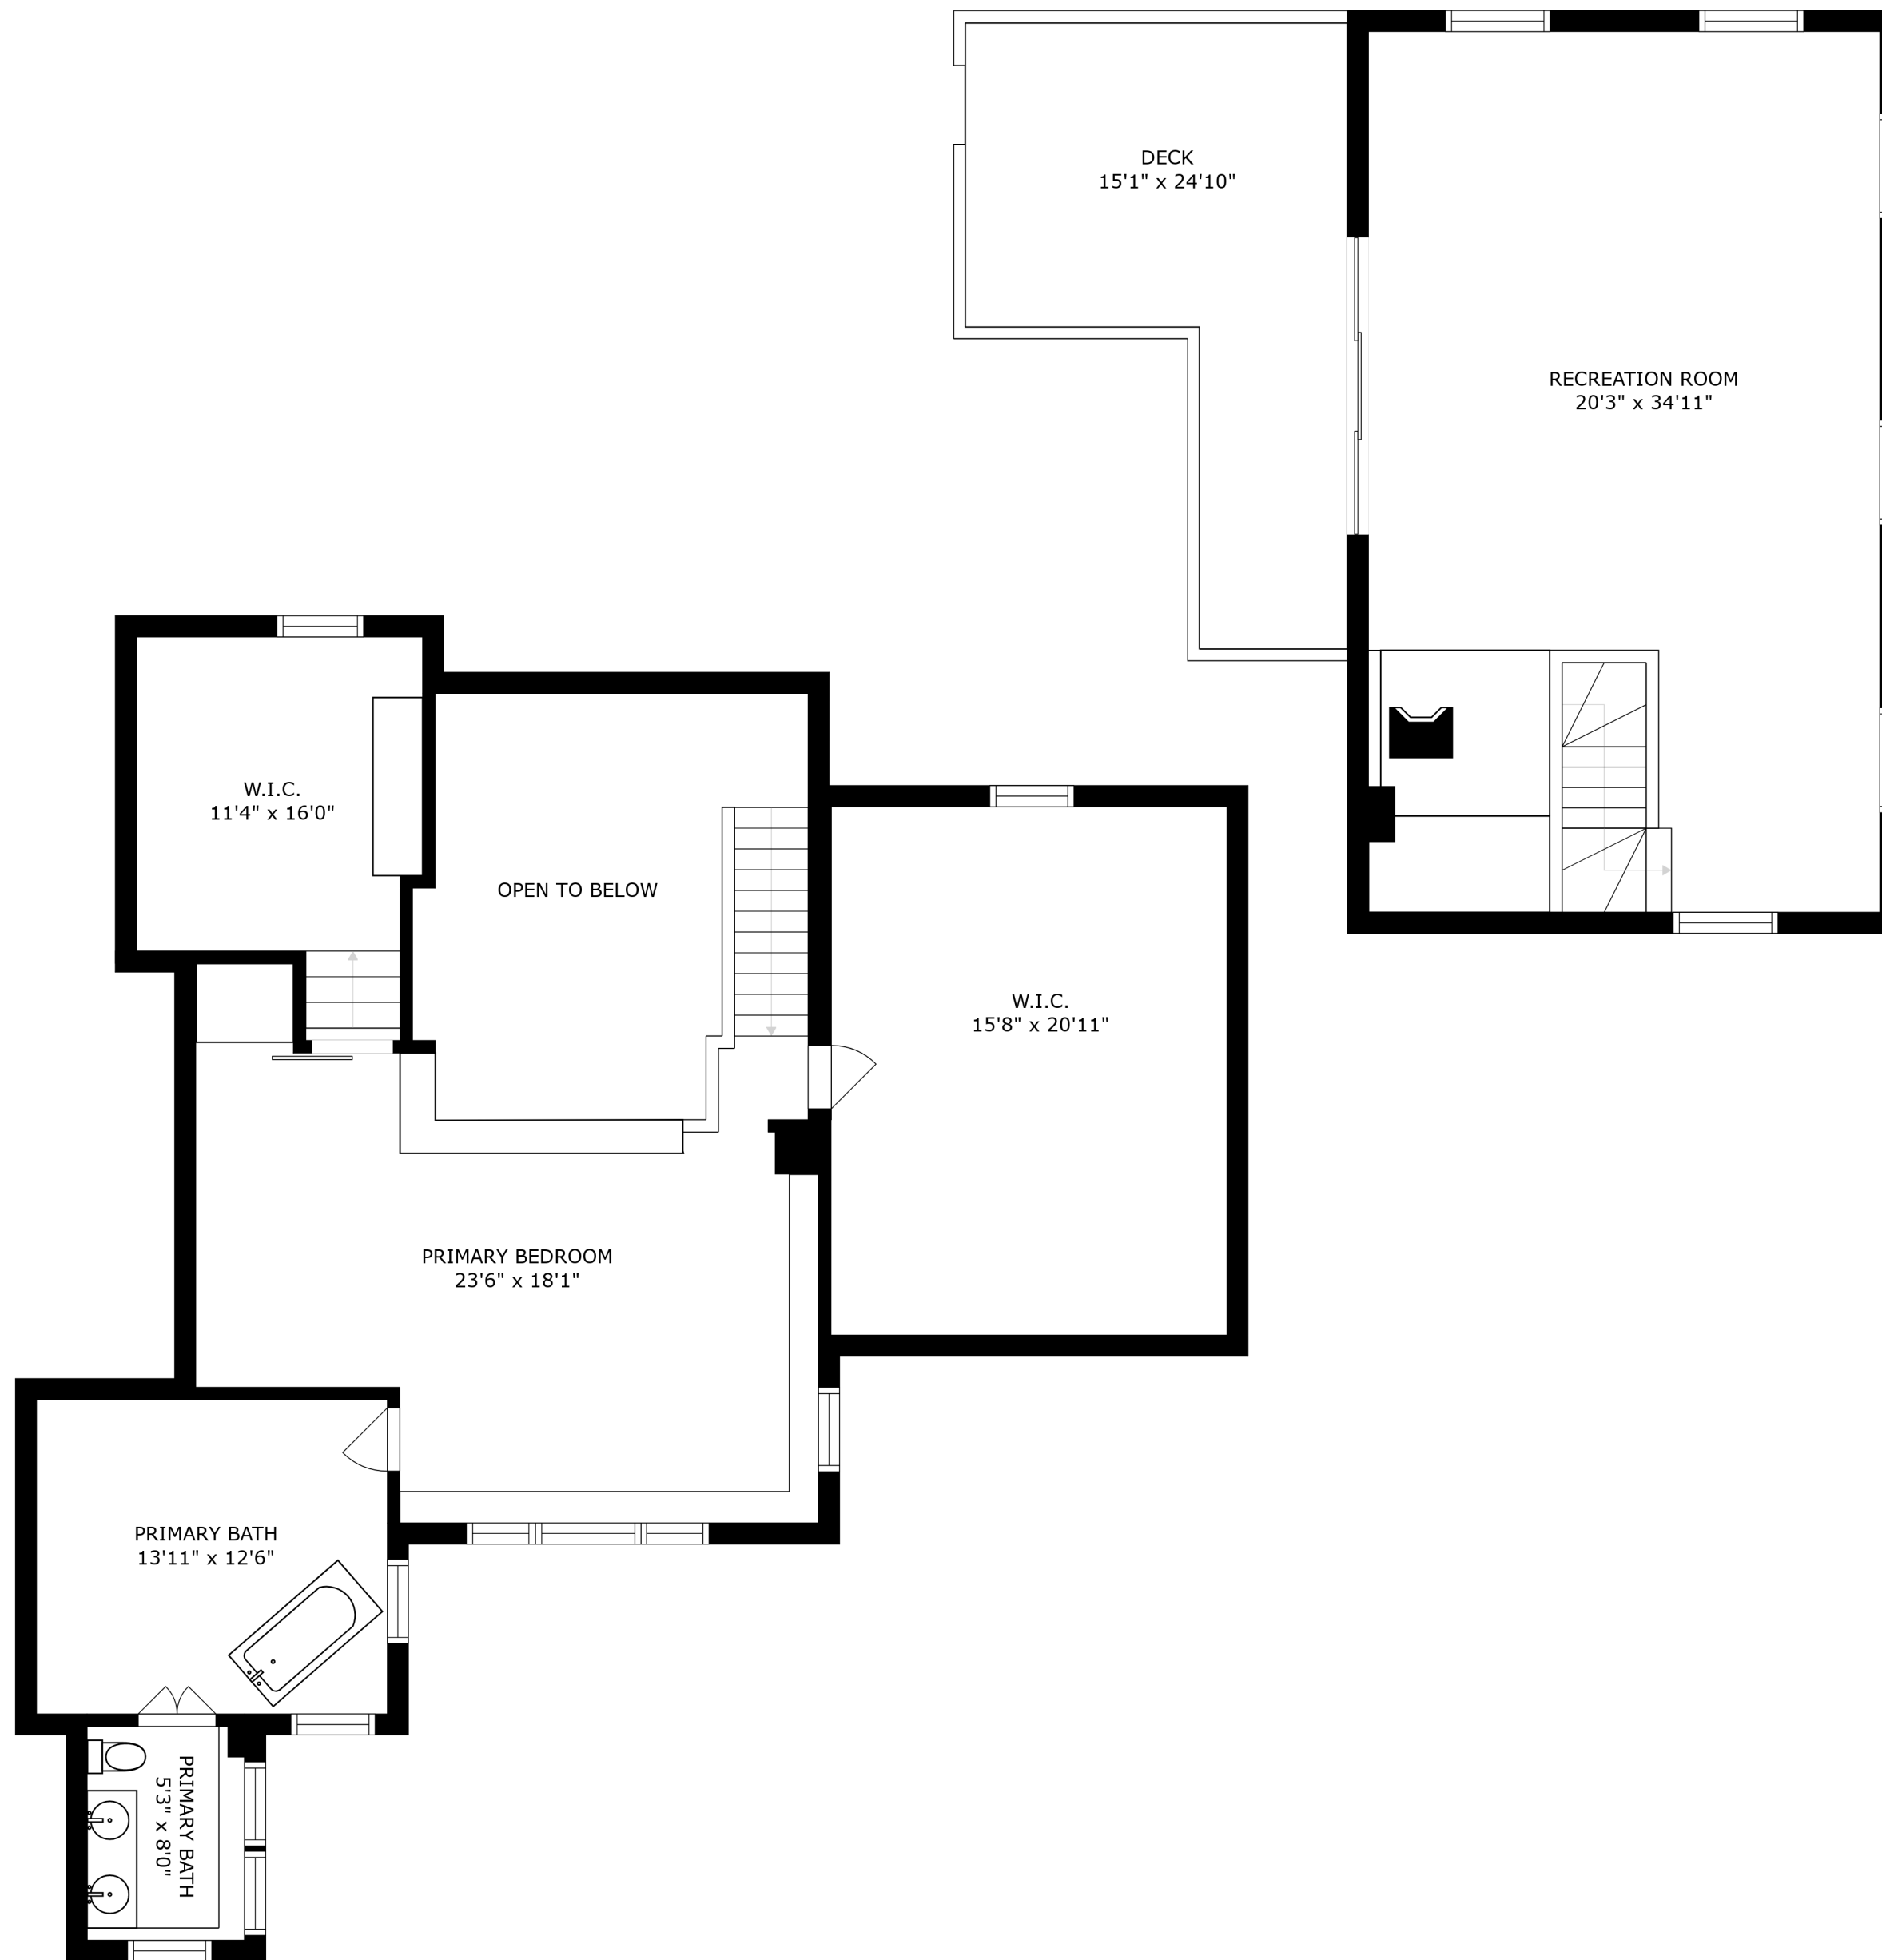 DECK
15'1" x 24'10"
RECREATION ROOM
20'3" x 34'11"
W.I.C.
11'4" x 16'0"
OPEN TO BELOW
W.I.C.
15'8" x 20'11"
PRIMARY BEDROOM
23'6" x 18'1"
PRIMARY BATH
13'11" x 12'6"
PRIMARY BATH
5'3" x 8'0"